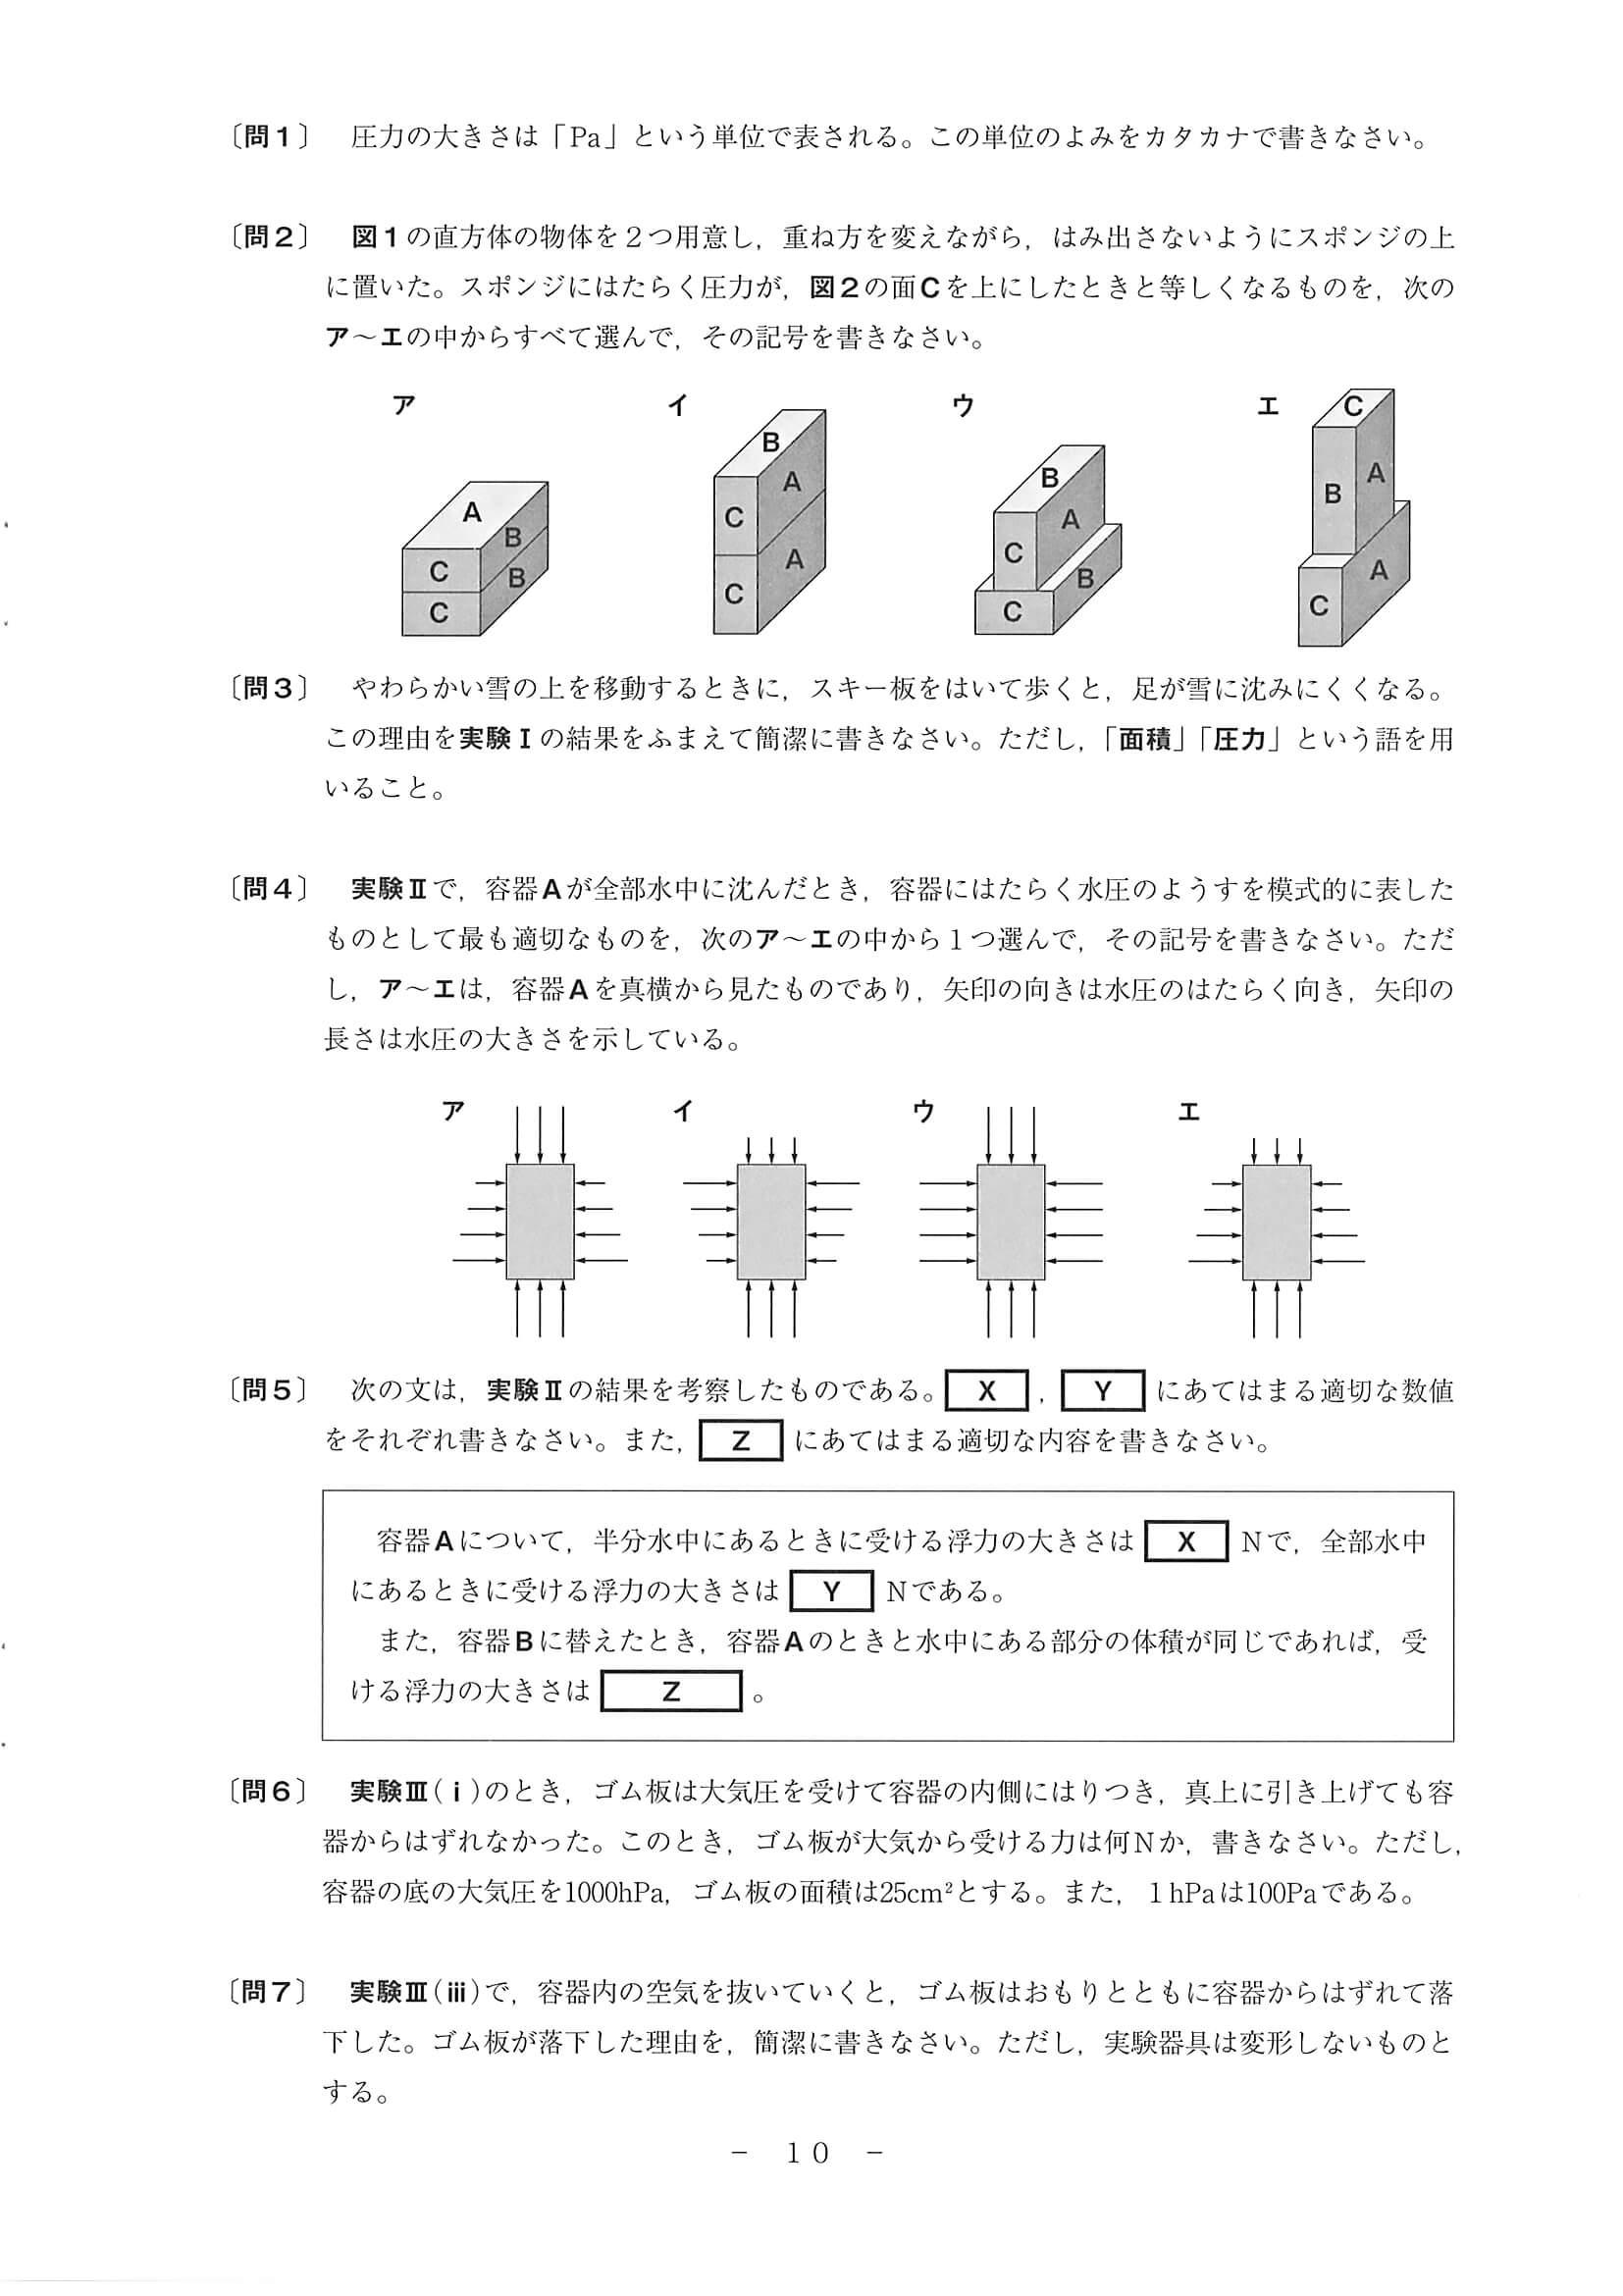 〔問１〕　圧力の大きさは「Pa」という単位で表される。この単位のよみをカタカナで書きなさい。
〔問２〕　図１の直方体の物体を２つ用意し，重ね方を変えながら，はみ出さないようにスポンジの上
に置いた。スポンジにはたらく圧力が，図２の面Ｃを上にしたときと等しくなるものを，次の
ア～エの中からすべて選んで，その記号を書きなさい。
ア　イ　ウ　エ
A B C B C
B A C A C
B A C B C
C A B A C
〔問３〕　やわらかい雪の上を移動するときに，スキー板をはいて歩くと，足が雪に沈みにくくなる。
この理由を実験Ⅰの結果をふまえて簡潔に書きなさい。ただし，「面積」「圧力」という語を用
いること。
〔問４〕　実験Ⅱで，容器Ａが全部水中に沈んだとき，容器にはたらく水圧のようすを模式的に表した
ものとして最も適切なものを，次のア～エの中から１つ選んで，その記号を書きなさい。ただ
し，ア～エは，容器Ａを真横から見たものであり，矢印の向きは水圧のはたらく向き，矢印の
長さは水圧の大きさを示している。
ア　イ　ウ　エ
〔問５〕　次の文は，実験Ⅱの結果を考察したものである。 X ， Y にあてはまる適切な数値
をそれぞれ書きなさい。また， Z にあてはまる適切な内容を書きなさい。
容器Ａについて，半分水中にあるときに受ける浮力の大きさは X Ｎで，全部水中
にあるときに受ける浮力の大きさは Y Ｎである。
また，容器Ｂに替えたとき，容器Ａのときと水中にある部分の体積が同じであれば，受
ける浮力の大きさは Z 。
〔問６〕　実験Ⅲ(ⅰ)のとき，ゴム板は大気圧を受けて容器の内側にはりつき，真上に引き上げても容
器からはずれなかった。このとき，ゴム板が大気から受ける力は何Ｎか，書きなさい。ただし，
容器の底の大気圧を1000hPa，ゴム板の面積は25cm²とする。また，１hPaは100Paである。
〔問７〕　実験Ⅲ(ⅲ)で，容器内の空気を抜いていくと，ゴム板はおもりとともに容器からはずれて落
下した。ゴム板が落下した理由を，簡潔に書きなさい。ただし，実験器具は変形しないものと
する。
－　１０　－